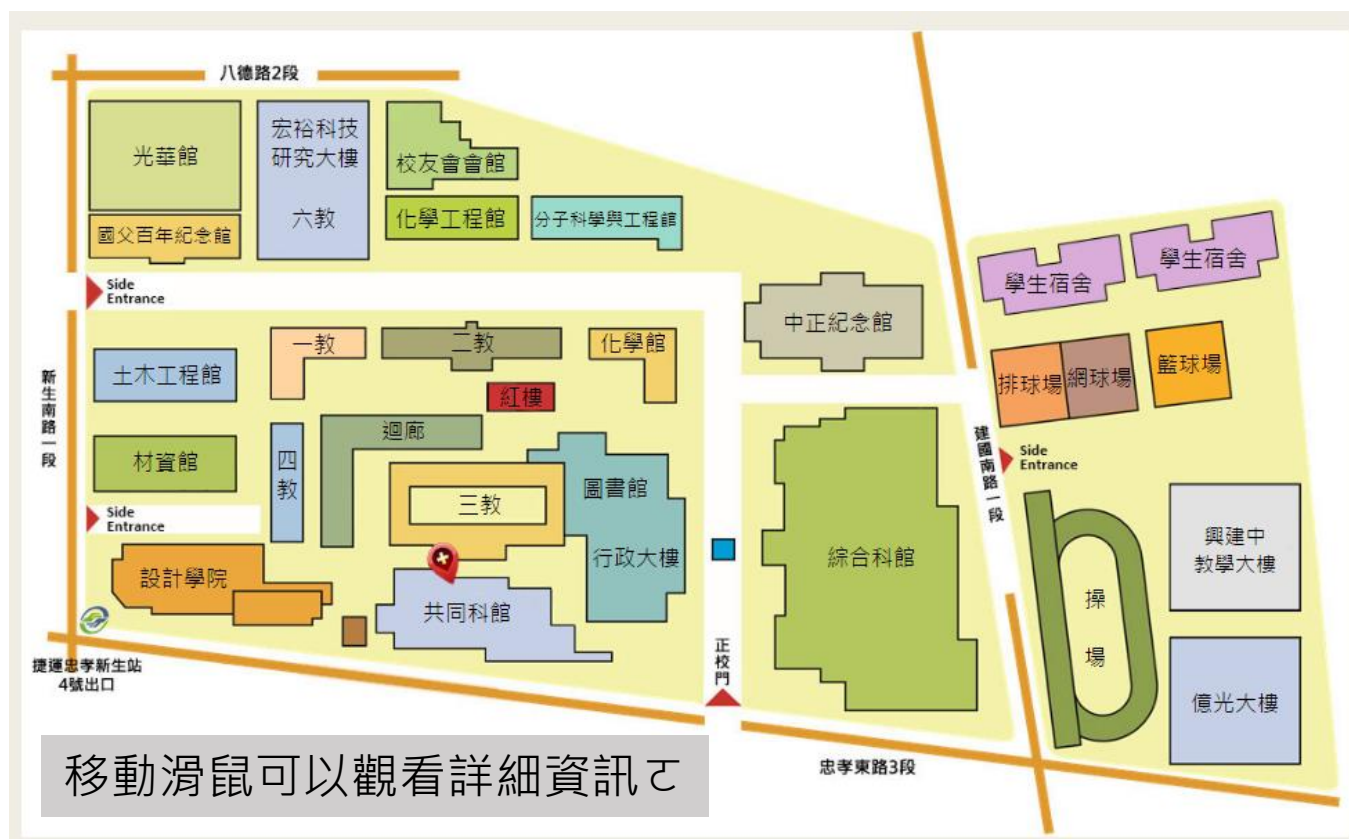 八德路2段
光華館
宏裕科技
研究大樓
六教
校友會會館
國父百年紀念館
化學工程館
分子科學與工程館
學生宿舍
學生宿舍
Side
Entrance
中正紀念館
一教
二教
化學館
土木工程館
紅樓
排球場
網球場
籃球場
新生南路一段
迴廊
建國南路一段
Side
Entrance
材資館
四教
三教
圖書館
Side
Entrance
設計學院
行政大樓
綜合科館
興建中
教學大樓
操場
共同科館
捷運忠孝新生站
4號出口
正校門
億光大樓
忠孝東路3段
移動滑鼠可以觀看詳細資訊ㄛ